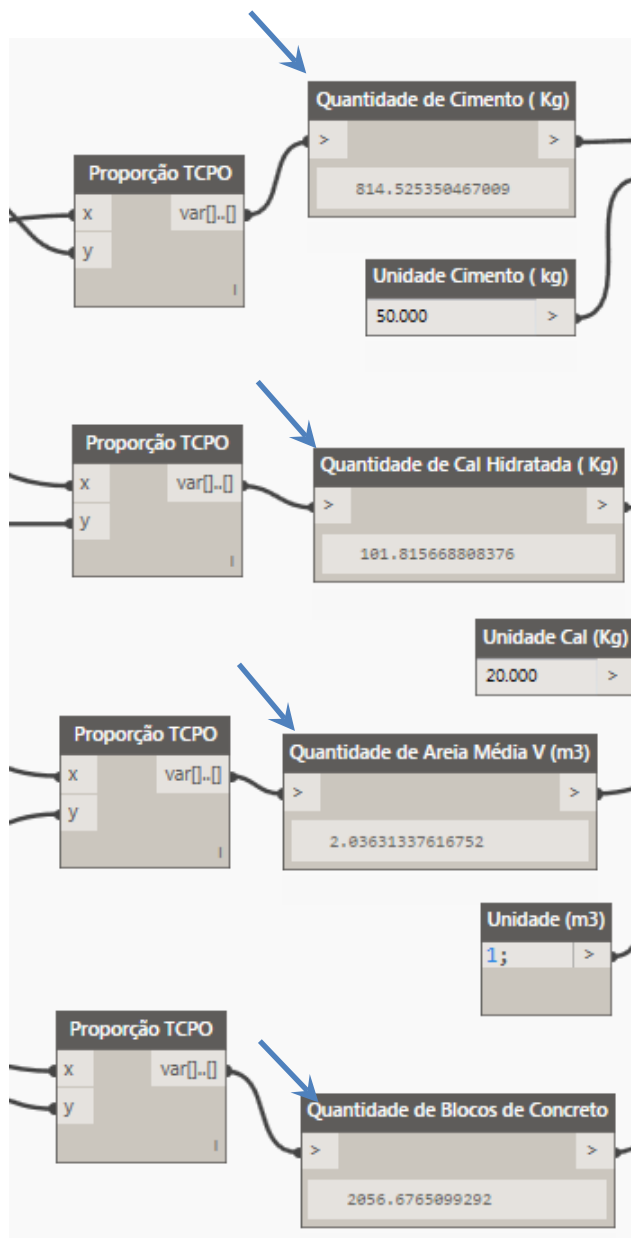 Quantidade de Cimento ( Kg)
> >
814.525350467009
Proporção TCPO
x var[]..[]
y
l
Unidade Cimento ( kg)
50.000 >
Proporção TCPO
x var[]..[]
y
l
Quantidade de Cal Hidratada ( Kg)
> >
101.815668808376
Unidade Cal (Kg)
20.000 >
Proporção TCPO
x var[]..[]
y
l
Quantidade de Areia Média V (m3)
> >
2.03631337616752
Unidade (m3)
1; >
Proporção TCPO
x var[]..[]
y
l
Quantidade de Blocos de Concreto
> >
2056.6765099292